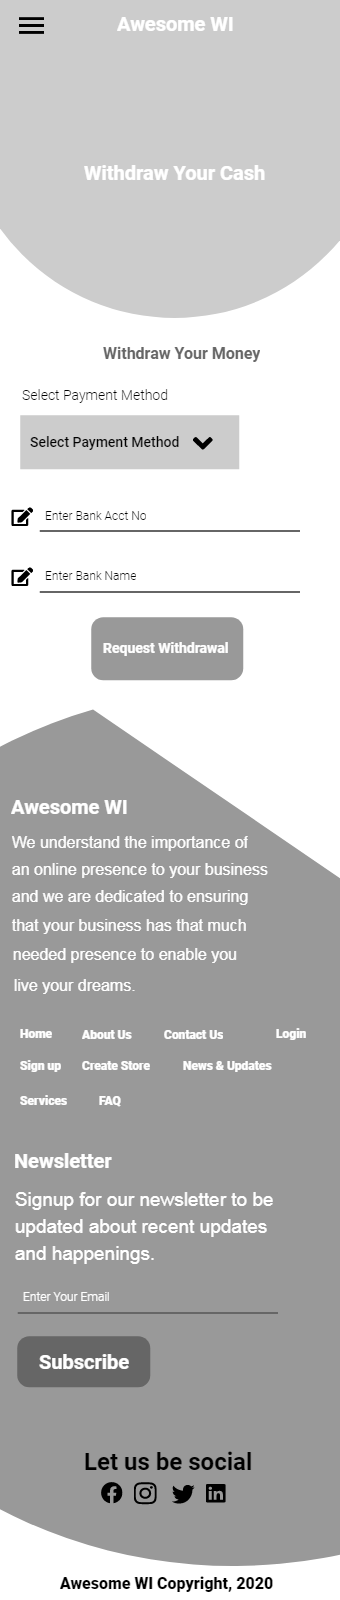 Awesome WI
Withdraw Your Cash
Withdraw Your Money
Select Payment Method
Select Payment Method
Enter Bank Acct No
Enter Bank Name
Request Withdrawal
Awesome WI
We understand the importance of
an online presence to your business
and we are dedicated to ensuring
that your business has that much
needed presence to enable you
live your dreams.
Home About Us Contact Us Login
Sign up Create Store News & Updates
Services FAQ
Newsletter
Signup for our newsletter to be
updated about recent updates
and happenings.
Enter Your Email
Subscribe
Let us be social
Awesome WI Copyright, 2020